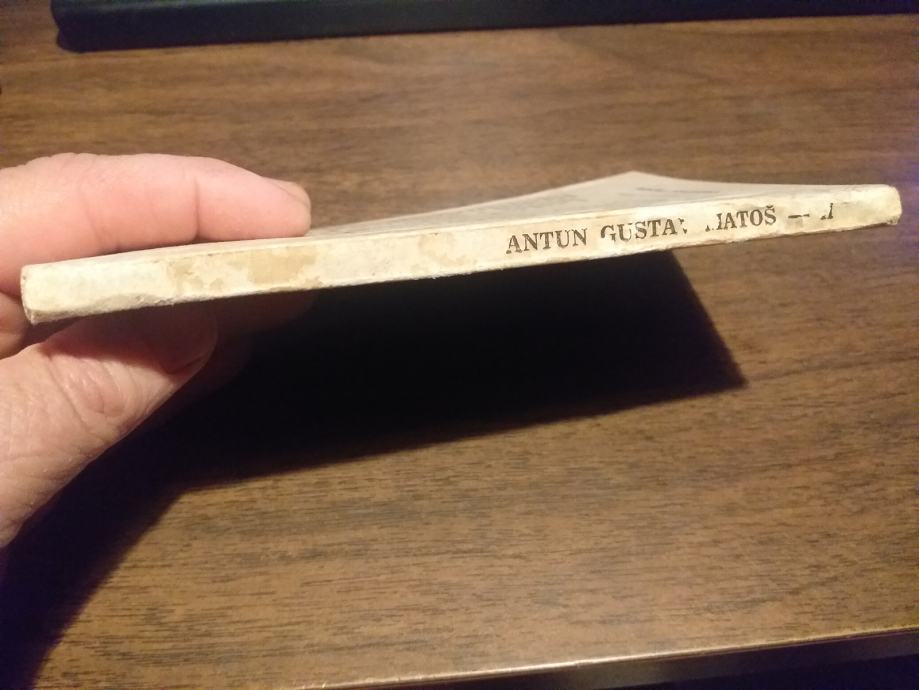 ANTUN GUSTAV MATOŠ —